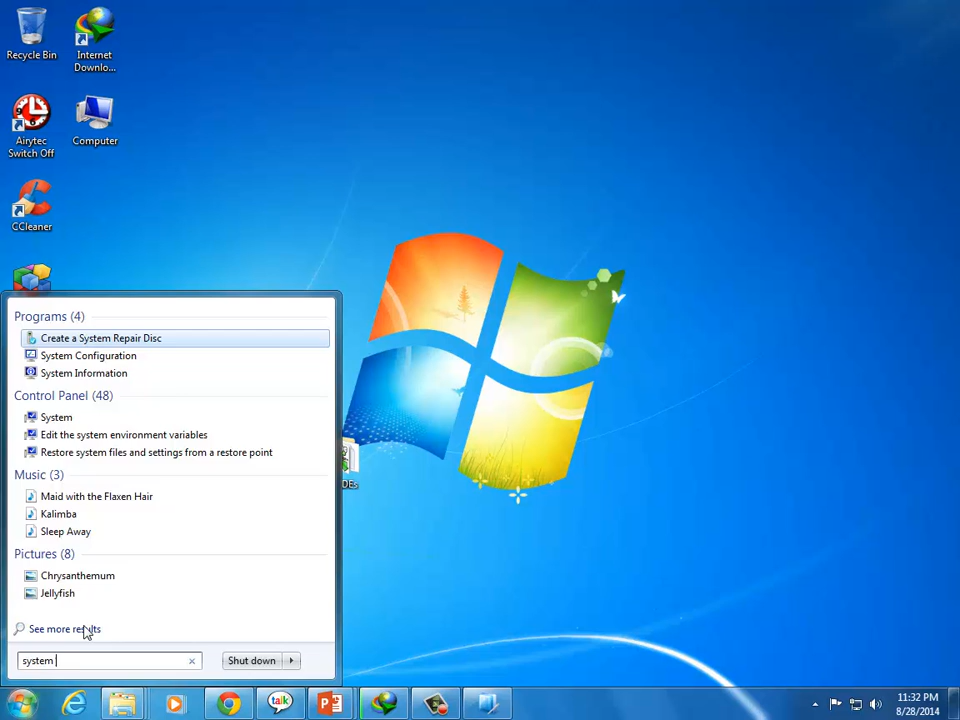 Recycle Bin
Internet
Downlo...
Airytec
Switch Off
Computer
CCleaner
DEs
Programs (4)
Create a System Repair Disc
System Configuration
System Information
Control Panel (48)
System
Edit the system environment variables
Restore system files and settings from a restore point
Music (3)
Maid with the Flaxen Hair
Kalimba
Sleep Away
Pictures (8)
Chrysanthemum
Jellyfish
See more results
system
Shut down
talk
11:32 PM
8/28/2014